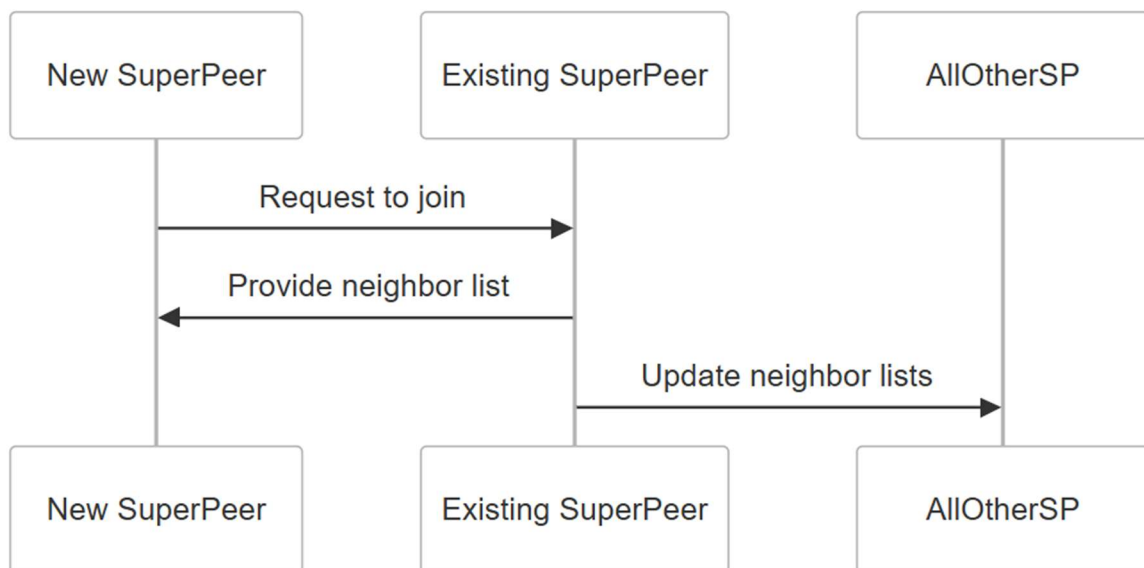 New SuperPeer
Existing SuperPeer
AllOtherSP
Request to join
Provide neighbor list
Update neighbor lists
New SuperPeer
Existing SuperPeer
AllOtherSP